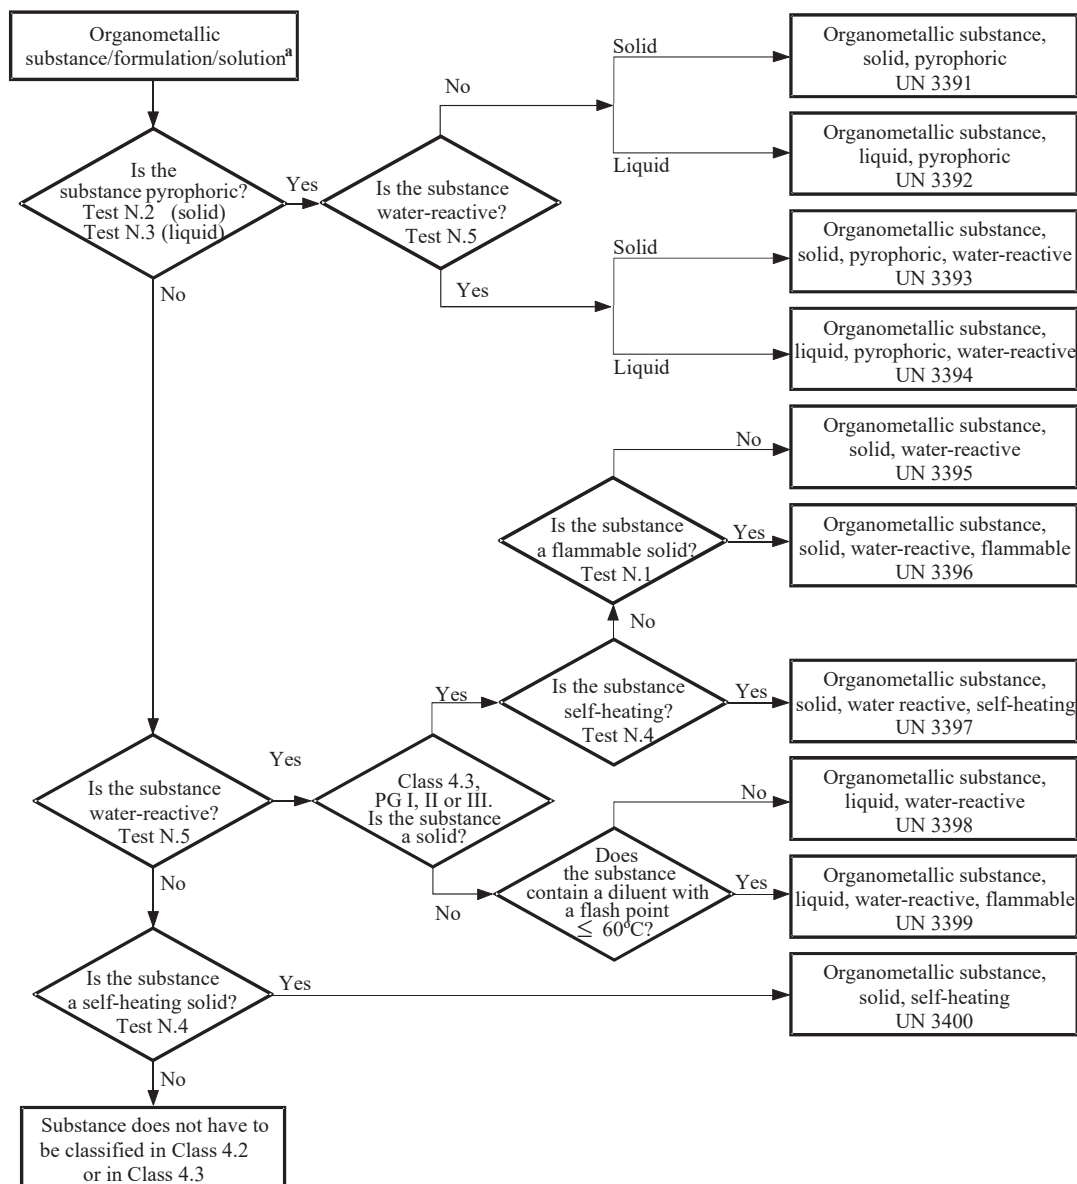 Organometallic
substance/formulation/solutionᵃ
Is the
substance pyrophoric?
Test N.2 (solid)
Test N.3 (liquid)
Yes
No
Is the substance
water-reactive?
Test N.5
No
Yes
Solid
Liquid
Solid
Liquid
Organometallic substance,
solid, pyrophoric
UN 3391
Organometallic substance,
liquid, pyrophoric
UN 3392
Organometallic substance,
solid, pyrophoric, water-reactive
UN 3393
Organometallic substance,
liquid, pyrophoric, water-reactive
UN 3394
No
Organometallic substance,
solid, water-reactive
UN 3395
Is the substance
a flammable solid?
Test N.1
Yes
Organometallic substance,
solid, water-reactive, flammable
UN 3396
No
Is the substance
self-heating?
Test N.4
Yes
Yes
Organometallic substance,
solid, water reactive, self-heating
UN 3397
Is the substance
water-reactive?
Test N.5
Yes
Class 4.3,
PG I, II or III.
Is the substance
a solid?
No
Organometallic substance,
liquid, water-reactive
UN 3398
No
No
Does
the substance
contain a diluent with
a flash point
≤ 60°C?
Yes
Organometallic substance,
liquid, water-reactive, flammable
UN 3399
Is the substance
a self-heating solid?
Test N.4
Yes
Organometallic substance,
solid, self-heating
UN 3400
No
Substance does not have to
be classified in Class 4.2
or in Class 4.3